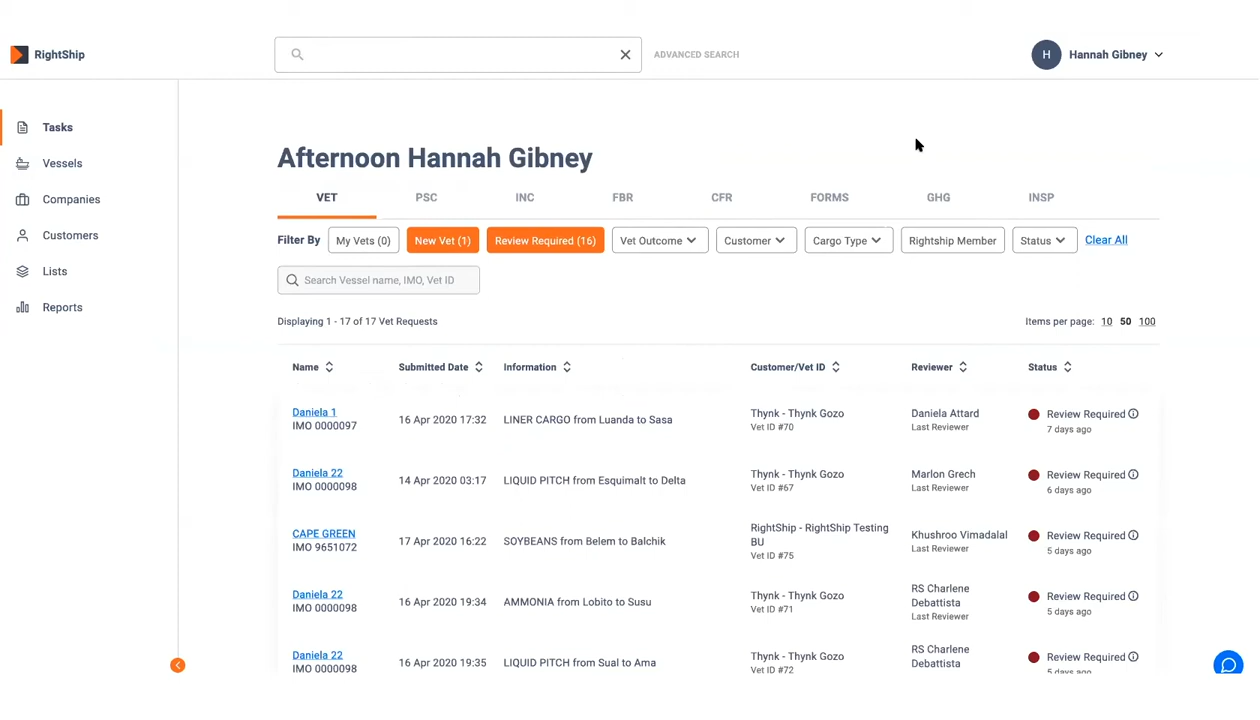 RightShip
ADVANCED SEARCH
H
Hannah Gibney
Tasks
Vessels
Companies
Customers
Lists
Reports
Afternoon Hannah Gibney
VET PSC INC FBR CFR FORMS GHG INSP
Filter By My Vets (0) New Vet (1) Review Required (16) Vet Outcome Customer Cargo Type Rightship Member Status Clear All
Search Vessel name, IMO, Vet ID
Displaying 1 - 17 of 17 Vet Requests
Items per page: 10 50 100
Name Submitted Date Information Customer/Vet ID Reviewer Status
Daniela 1
IMO 0000097
16 Apr 2020 17:32
LINER CARGO from Luanda to Sasa
Thynk - Thynk Gozo
Vet ID #70
Daniela Attard
Last Reviewer
Review Required
7 days ago
Daniela 22
IMO 0000098
14 Apr 2020 03:17
LIQUID PITCH from Esquimalt to Delta
Thynk - Thynk Gozo
Vet ID #67
Marlon Grech
Last Reviewer
Review Required
6 days ago
CAPE GREEN
IMO 9651072
17 Apr 2020 16:22
SOYBEANS from Belem to Balchik
RightShip - RightShip Testing
BU
Vet ID #75
Khushroo Vimadalal
Last Reviewer
Review Required
5 days ago
Daniela 22
IMO 0000098
16 Apr 2020 19:34
AMMONIA from Lobito to Susu
Thynk - Thynk Gozo
Vet ID #71
RS Charlene
Debattista
Last Reviewer
Review Required
5 days ago
Daniela 22
IMO 0000098
16 Apr 2020 19:35
LIQUID PITCH from Sual to Ama
Thynk - Thynk Gozo
Vet ID #72
RS Charlene
Debattista
Review Required
5 days ago